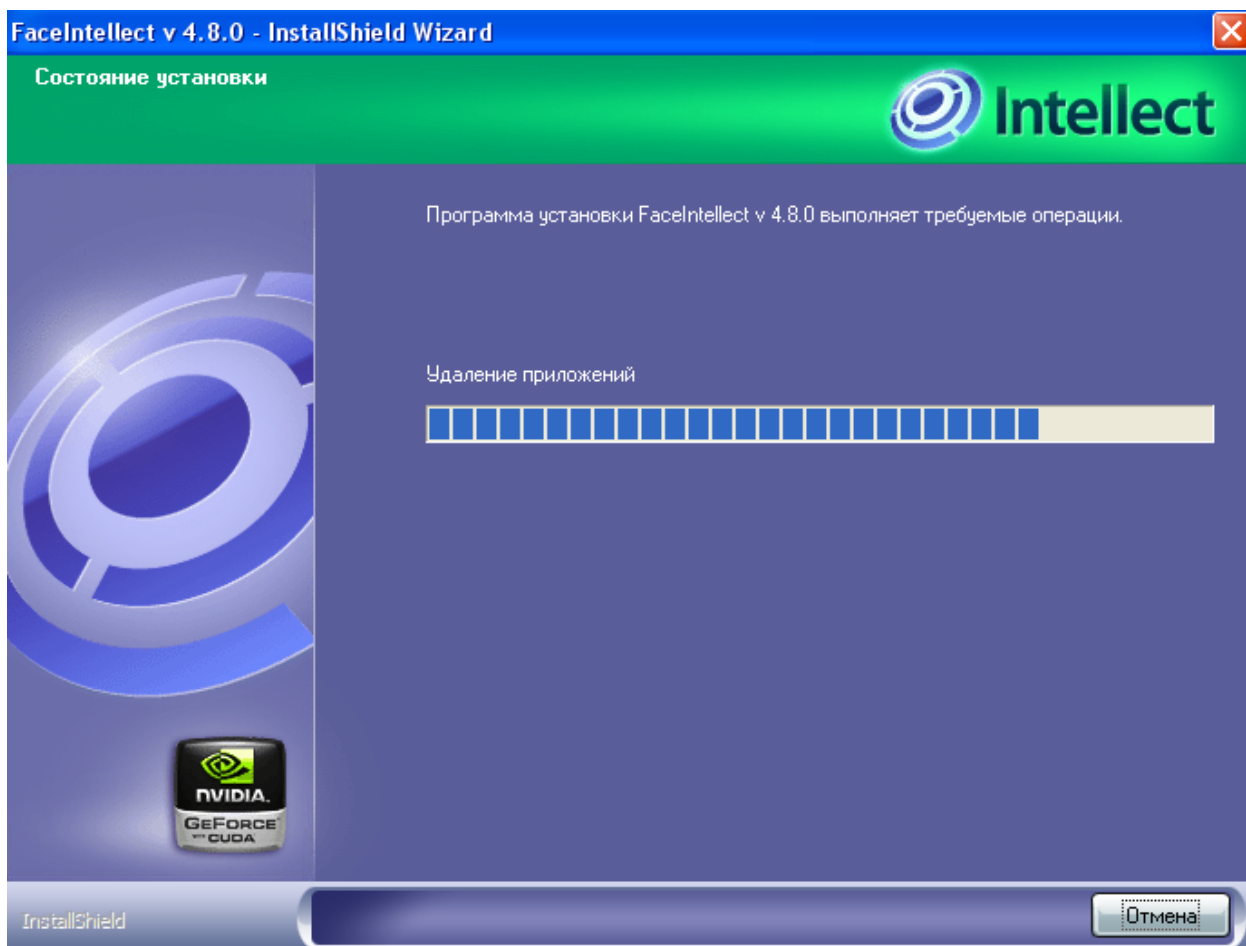 FaceIntellect v 4.8.0 - InstallShield Wizard
Состояние установки
Intellect
Программа установки FaceIntellect v 4.8.0 выполняет требуемые операции.
Удаление приложений
NVIDIA.
GEFORCE
WITH CUDA
InstallShield
Отмена